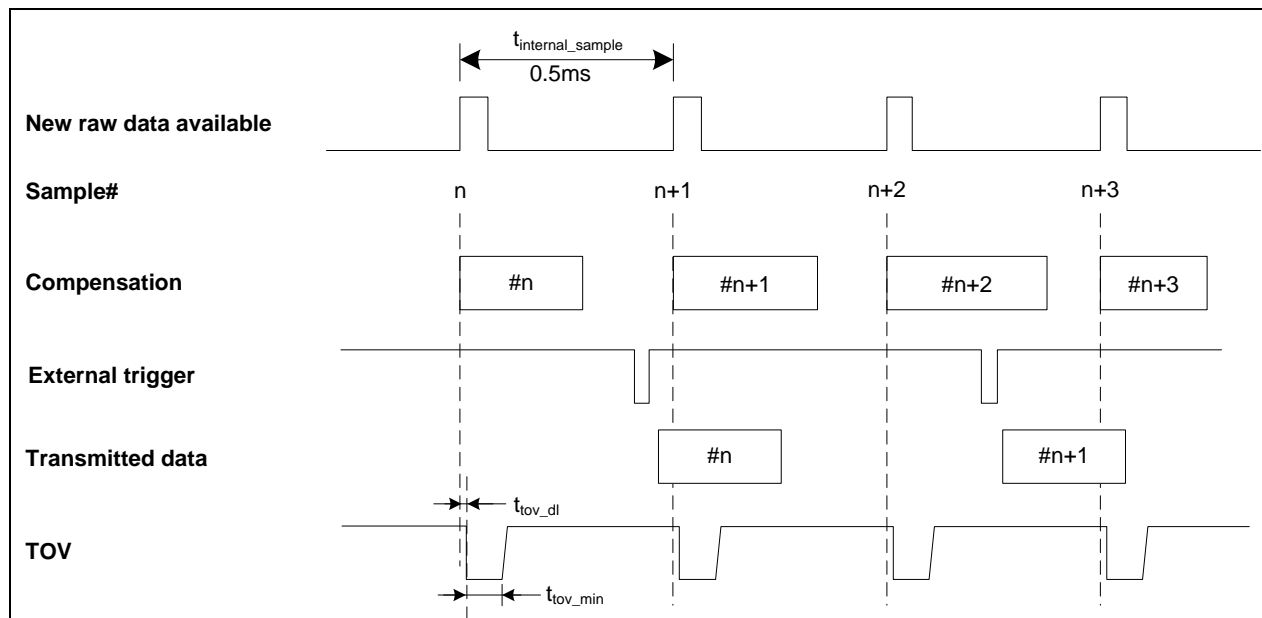 t_internal_sample
0.5ms
New raw data available
Sample# n n+1 n+2 n+3
Compensation #n #n+1 #n+2 #n+3
External trigger
Transmitted data #n #n+1
t_tov_dl
TOV
t_tov_min